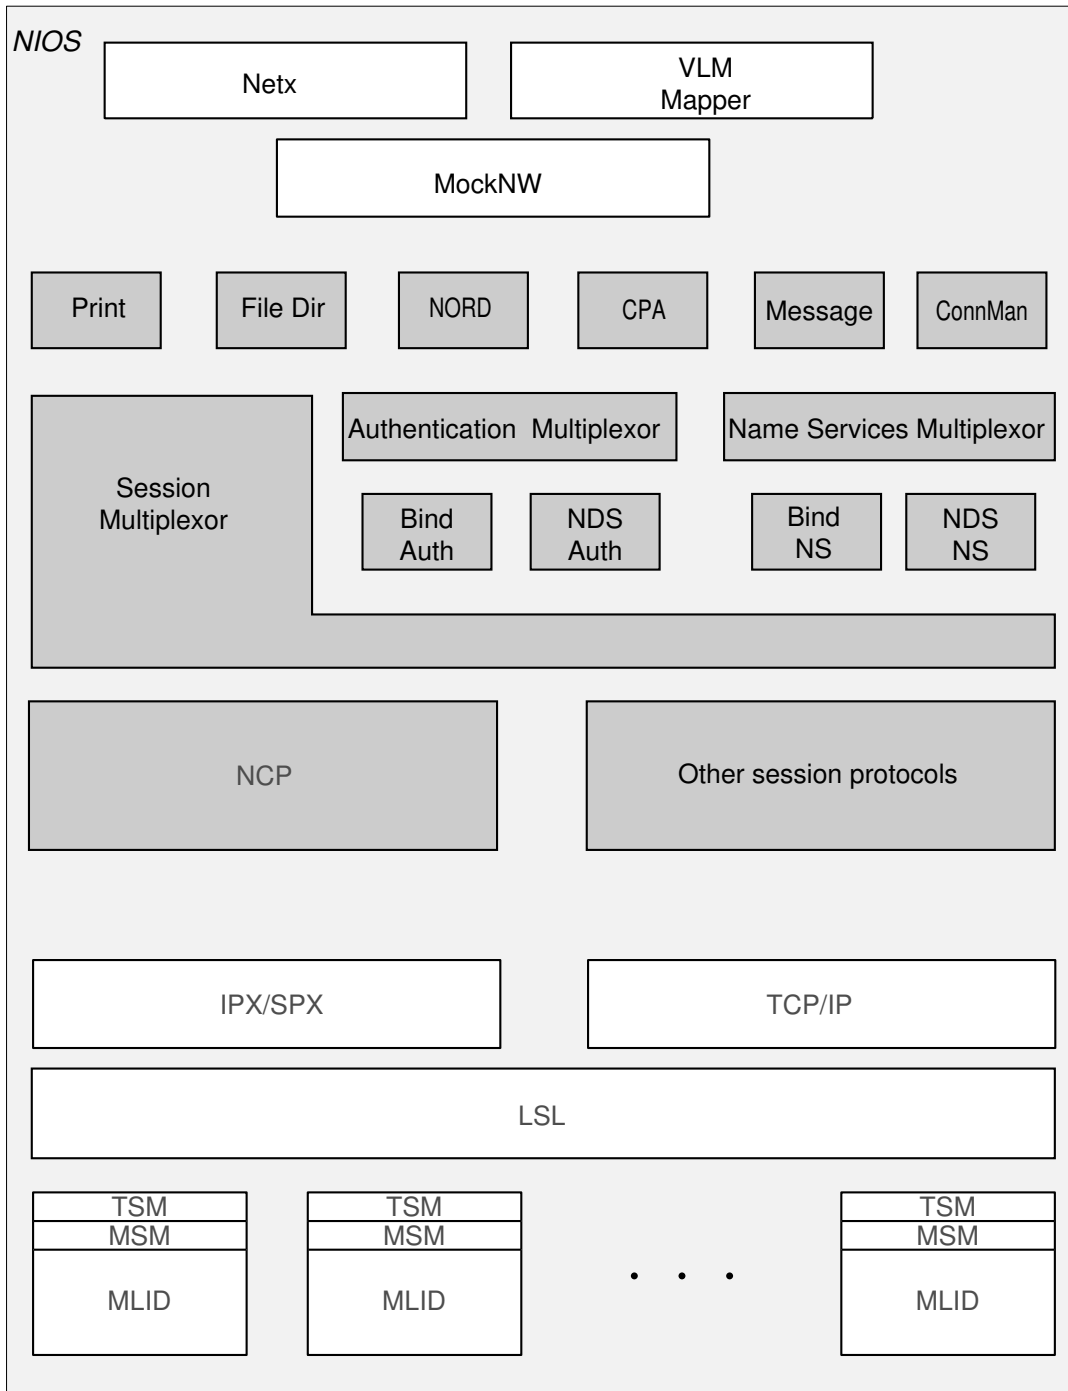 NIOS
Netx
VLM
Mapper
MockNW
Print
File Dir
NORD
CPA
Message
ConnMan
Authentication Multiplexor
Name Services Multiplexor
Session
Multiplexor
Bind
Auth
NDS
Auth
Bind
NS
NDS
NS
NCP
Other session protocols
IPX/SPX
TCP/IP
LSL
TSM
MSM
MLID
TSM
MSM
MLID
. . .
TSM
MSM
MLID